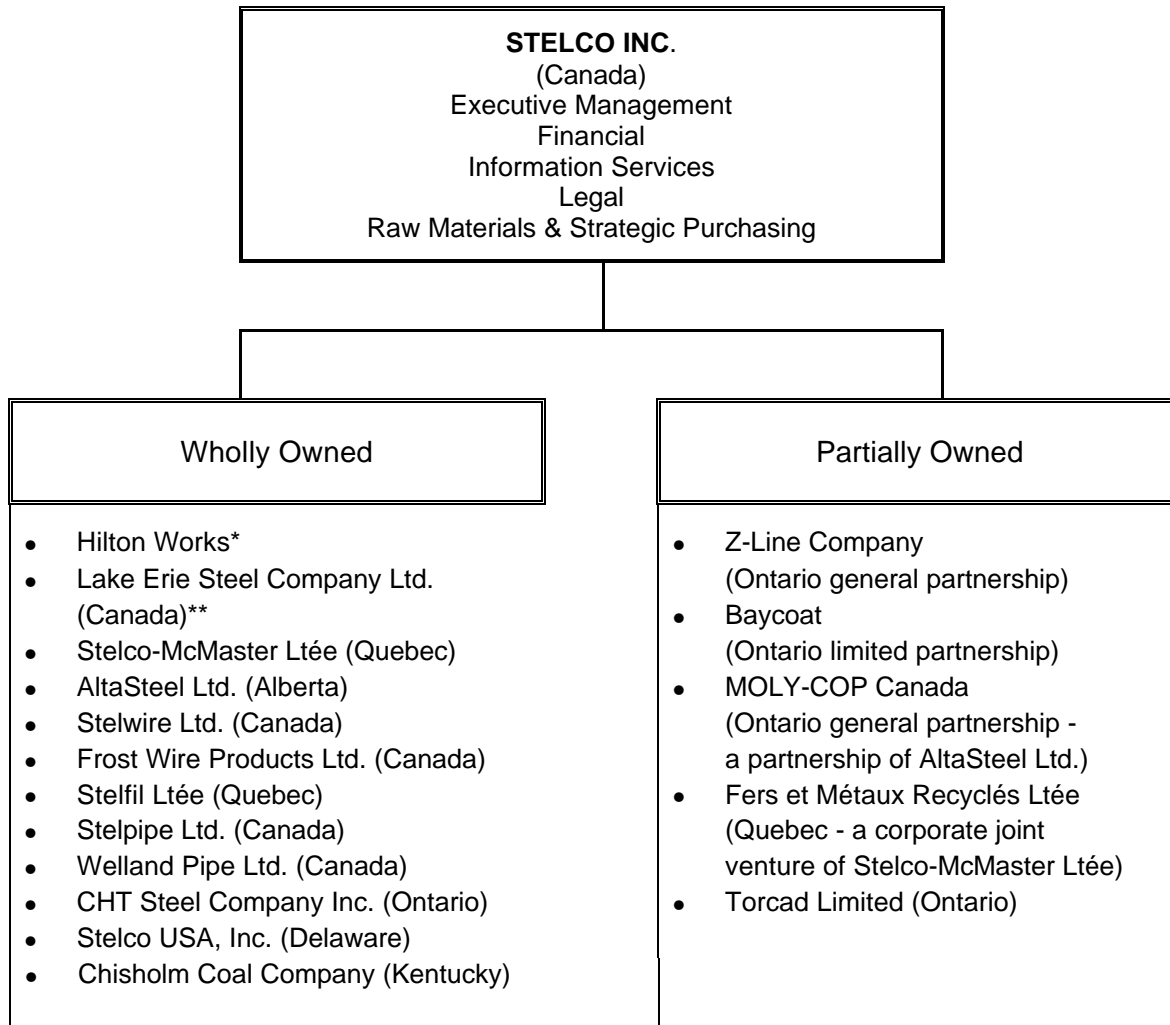 STELCO INC.
(Canada)
Executive Management
Financial
Information Services
Legal
Raw Materials & Strategic Purchasing
Wholly Owned
● Hilton Works*
● Lake Erie Steel Company Ltd.
(Canada)**
● Stelco-McMaster Ltée (Quebec)
● AltaSteel Ltd. (Alberta)
● Stelwire Ltd. (Canada)
● Frost Wire Products Ltd. (Canada)
● Stelfil Ltée (Quebec)
● Stelpipe Ltd. (Canada)
● Welland Pipe Ltd. (Canada)
● CHT Steel Company Inc. (Ontario)
● Stelco USA, Inc. (Delaware)
● Chisholm Coal Company (Kentucky)
Partially Owned
● Z-Line Company
(Ontario general partnership)
● Baycoat
(Ontario limited partnership)
● MOLY-COP Canada
(Ontario general partnership -
a partnership of AltaSteel Ltd.)
● Fers et Métaux Recyclés Ltée
(Quebec - a corporate joint
venture of Stelco-McMaster Ltée)
● Torcad Limited (Ontario)